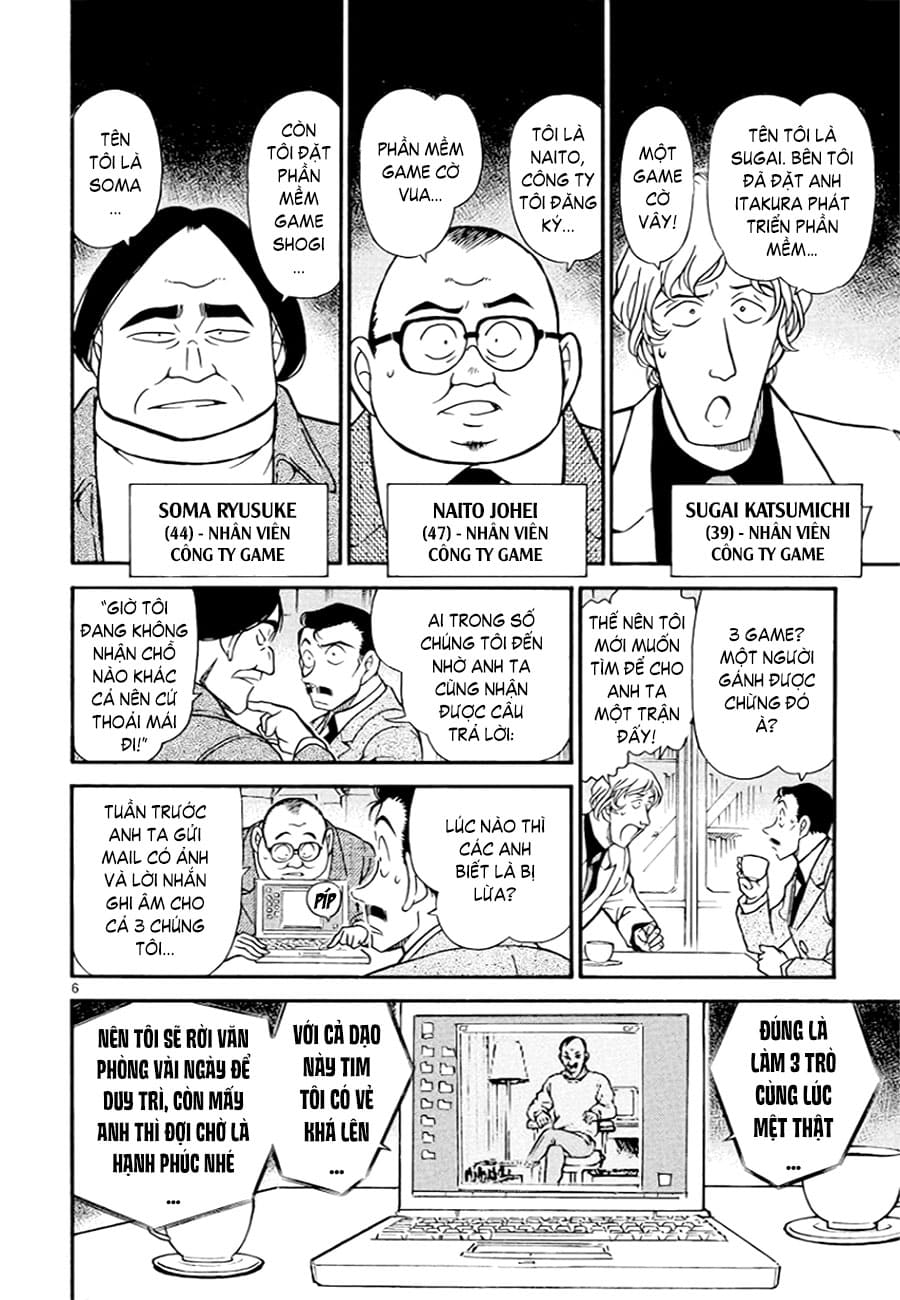 TÊN TÔI LÀ
SUGAI. BÊN TÔI
ĐÃ ĐẶT ANH
ITAKURA PHÁT
TRIỂN PHẦN
MỀM...
MỘT
GAME
CỜ
VÂY!
TÔI LÀ
NAITO,
CÔNG TY
TÔI ĐĂNG
KÝ...
PHẦN MỀM
GAME CỜ
VUA...
CÒN
TÔI ĐẶT
PHẦN
MỀM
GAME
SHOGI
...
TÊN
TÔI LÀ
SOMA
...
SUGAI KATSUMICHI
(39) - NHÂN VIÊN
CÔNG TY GAME
NAITO JOHEI
(47) - NHÂN VIÊN
CÔNG TY GAME
SOMA RYUSUKE
(44) - NHÂN VIÊN
CÔNG TY GAME
3 GAME?
MỘT NGƯỜI
GÁNH ĐƯỢC
CHỪNG ĐÓ
À?
THẾ NÊN TÔI
MỚI MUỐN
TÌM ĐỂ CHO
ANH TA
MỘT TRẬN
ĐẤY!
AI TRONG SỐ
CHÚNG TÔI ĐẾN
NHỜ ANH TA
CŨNG NHẬN
ĐƯỢC CÂU
TRẢ LỜI:
"GIỜ TÔI
ĐANG KHÔNG
NHẬN CHỖ
NÀO KHÁC
CẢ NÊN CỨ
THOẢI MÁI
ĐI!"
LÚC NÀO THÌ
CÁC ANH
BIẾT LÀ BỊ
LỪA?
TUẦN TRƯỚC
ANH TA GỬI
MAIL CÓ ẢNH
VÀ LỜI NHẮN
GHI ÂM CHO
CẢ 3 CHÚNG
TÔI...
PÍP
6
ĐÚNG LÀ
LÀM 3 TRÒ
CÙNG LÚC
MỆT THẬT
...
VỚI CẢ DẠO
NÀY TIM
TÔI CÓ VẺ
KHÁ LÊN
...
NÊN TÔI SẼ RỜI VĂN
PHÒNG VÀI NGÀY ĐỂ
DUY TRÌ, CÒN MẤY
ANH THÌ ĐỢI CHỜ LÀ
HẠNH PHÚC NHÉ
...